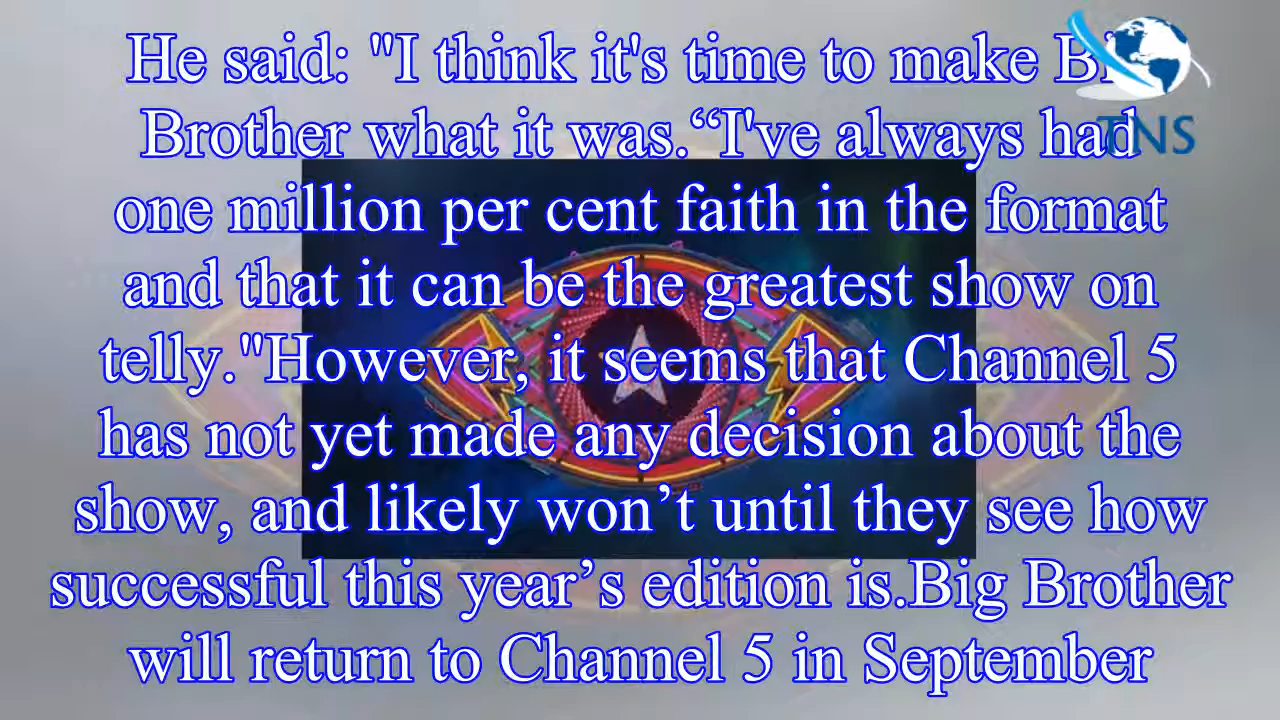 He said: "I think it's time to make Big
Brother what it was.“I've always had
one million per cent faith in the format
and that it can be the greatest show on
telly."However, it seems that Channel 5
has not yet made any decision about the
show, and likely won’t until they see how
successful this year’s edition is.Big Brother
will return to Channel 5 in September
TNS